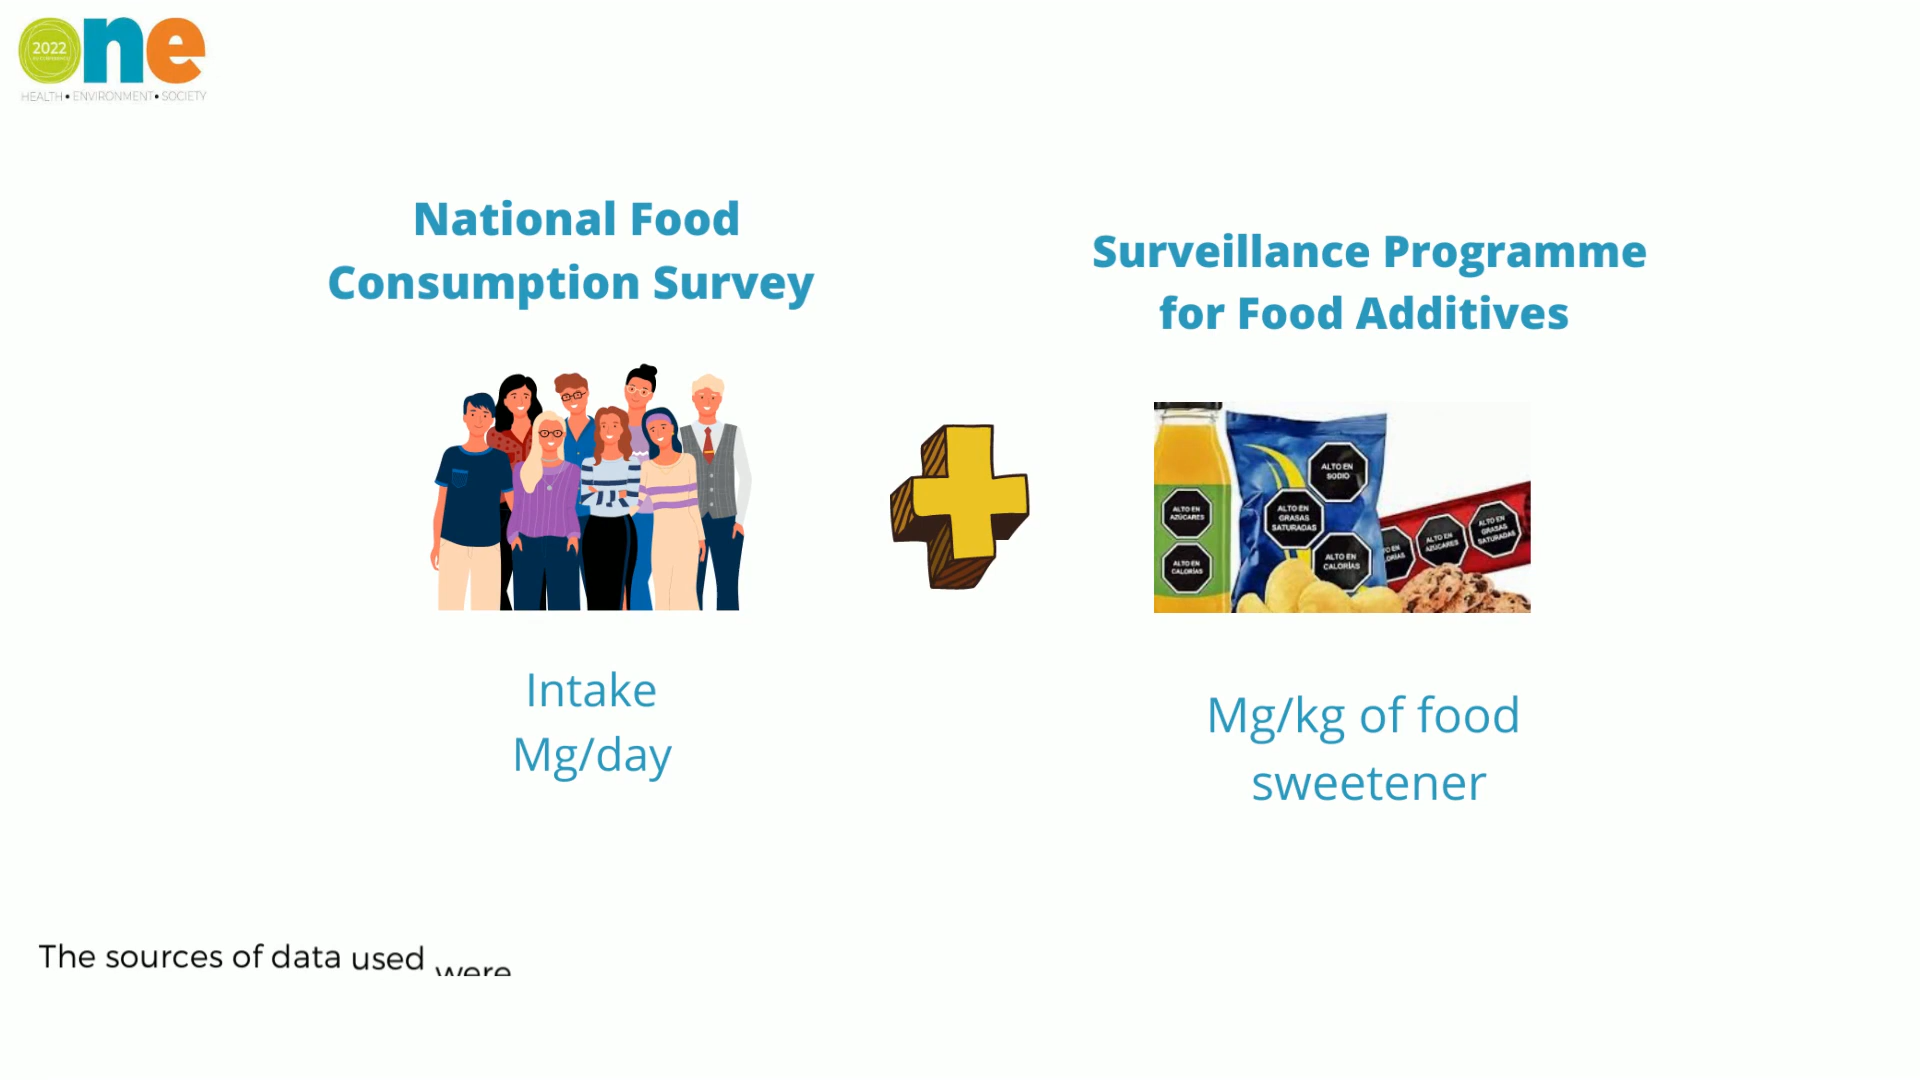 2022
one
HEALTH • ENVIRONMENT • SOCIETY
National Food
Consumption Survey
Surveillance Programme
for Food Additives
ALTO EN
SODIO
ALTO EN
GRASAS
SATURADAS
ALTO EN
CALORÍAS
ALTO EN
AZÚCARES
ALTO EN
CALORÍAS
ALTO EN
AZÚCARES
ALTO EN
GRASAS
SATURADAS
Intake
Mg/day
Mg/kg of food
sweetener
The sources of data used were